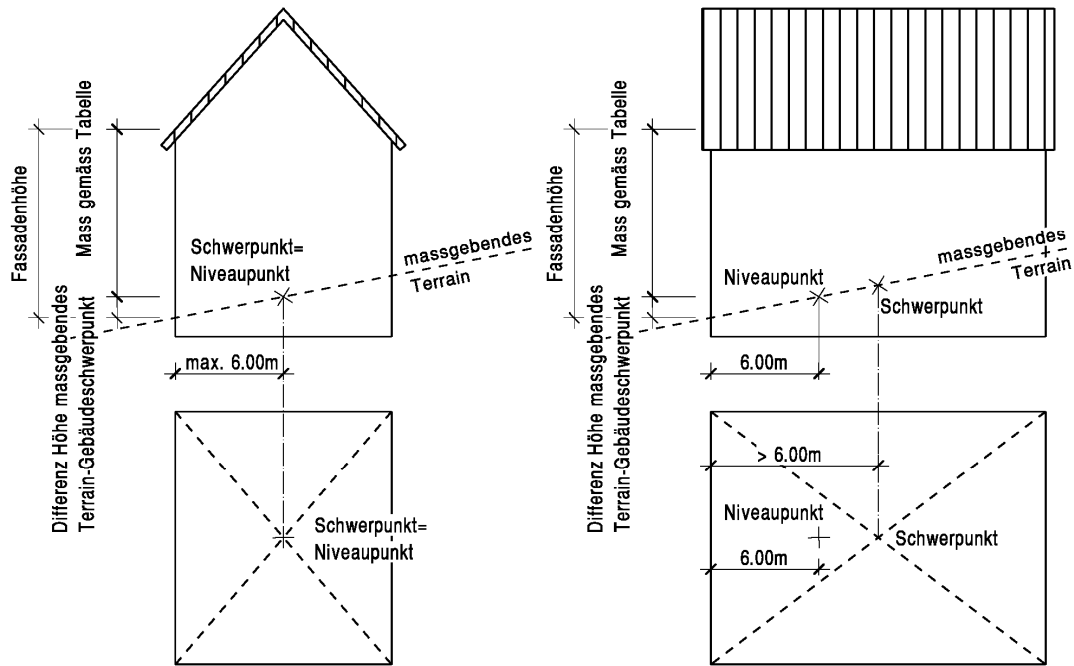 Fassadenhöhe
Mass gemäss Tabelle
Differenz Höhe massgebendes
Terrain-Gebäudeschwerpunkt
Schwerpunkt=
Niveaupunkt
massgebendes
Terrain
max. 6.00m
Schwerpunkt=
Niveaupunkt
Fassadenhöhe
Mass gemäss Tabelle
Differenz Höhe massgebendes
Terrain-Gebäudeschwerpunkt
Niveaupunkt
massgebendes
Terrain
Schwerpunkt
6.00m
> 6.00m
Niveaupunkt
Schwerpunkt
6.00m